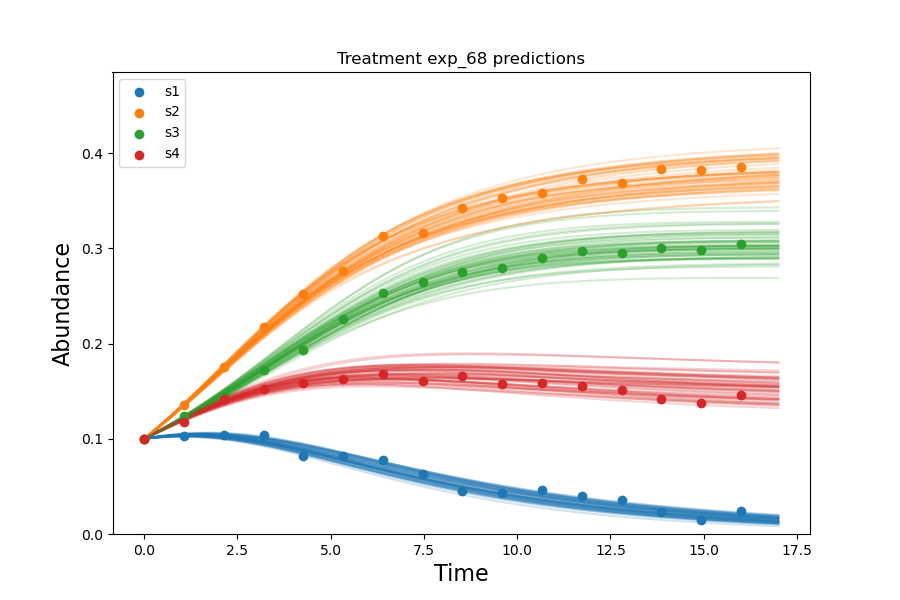 Treatment exp_68 predictions
s1
s2
s3
s4
Abundance
0.4
0.3
0.2
0.1
0.0
0.0 2.5 5.0 7.5 10.0 12.5 15.0 17.5
Time